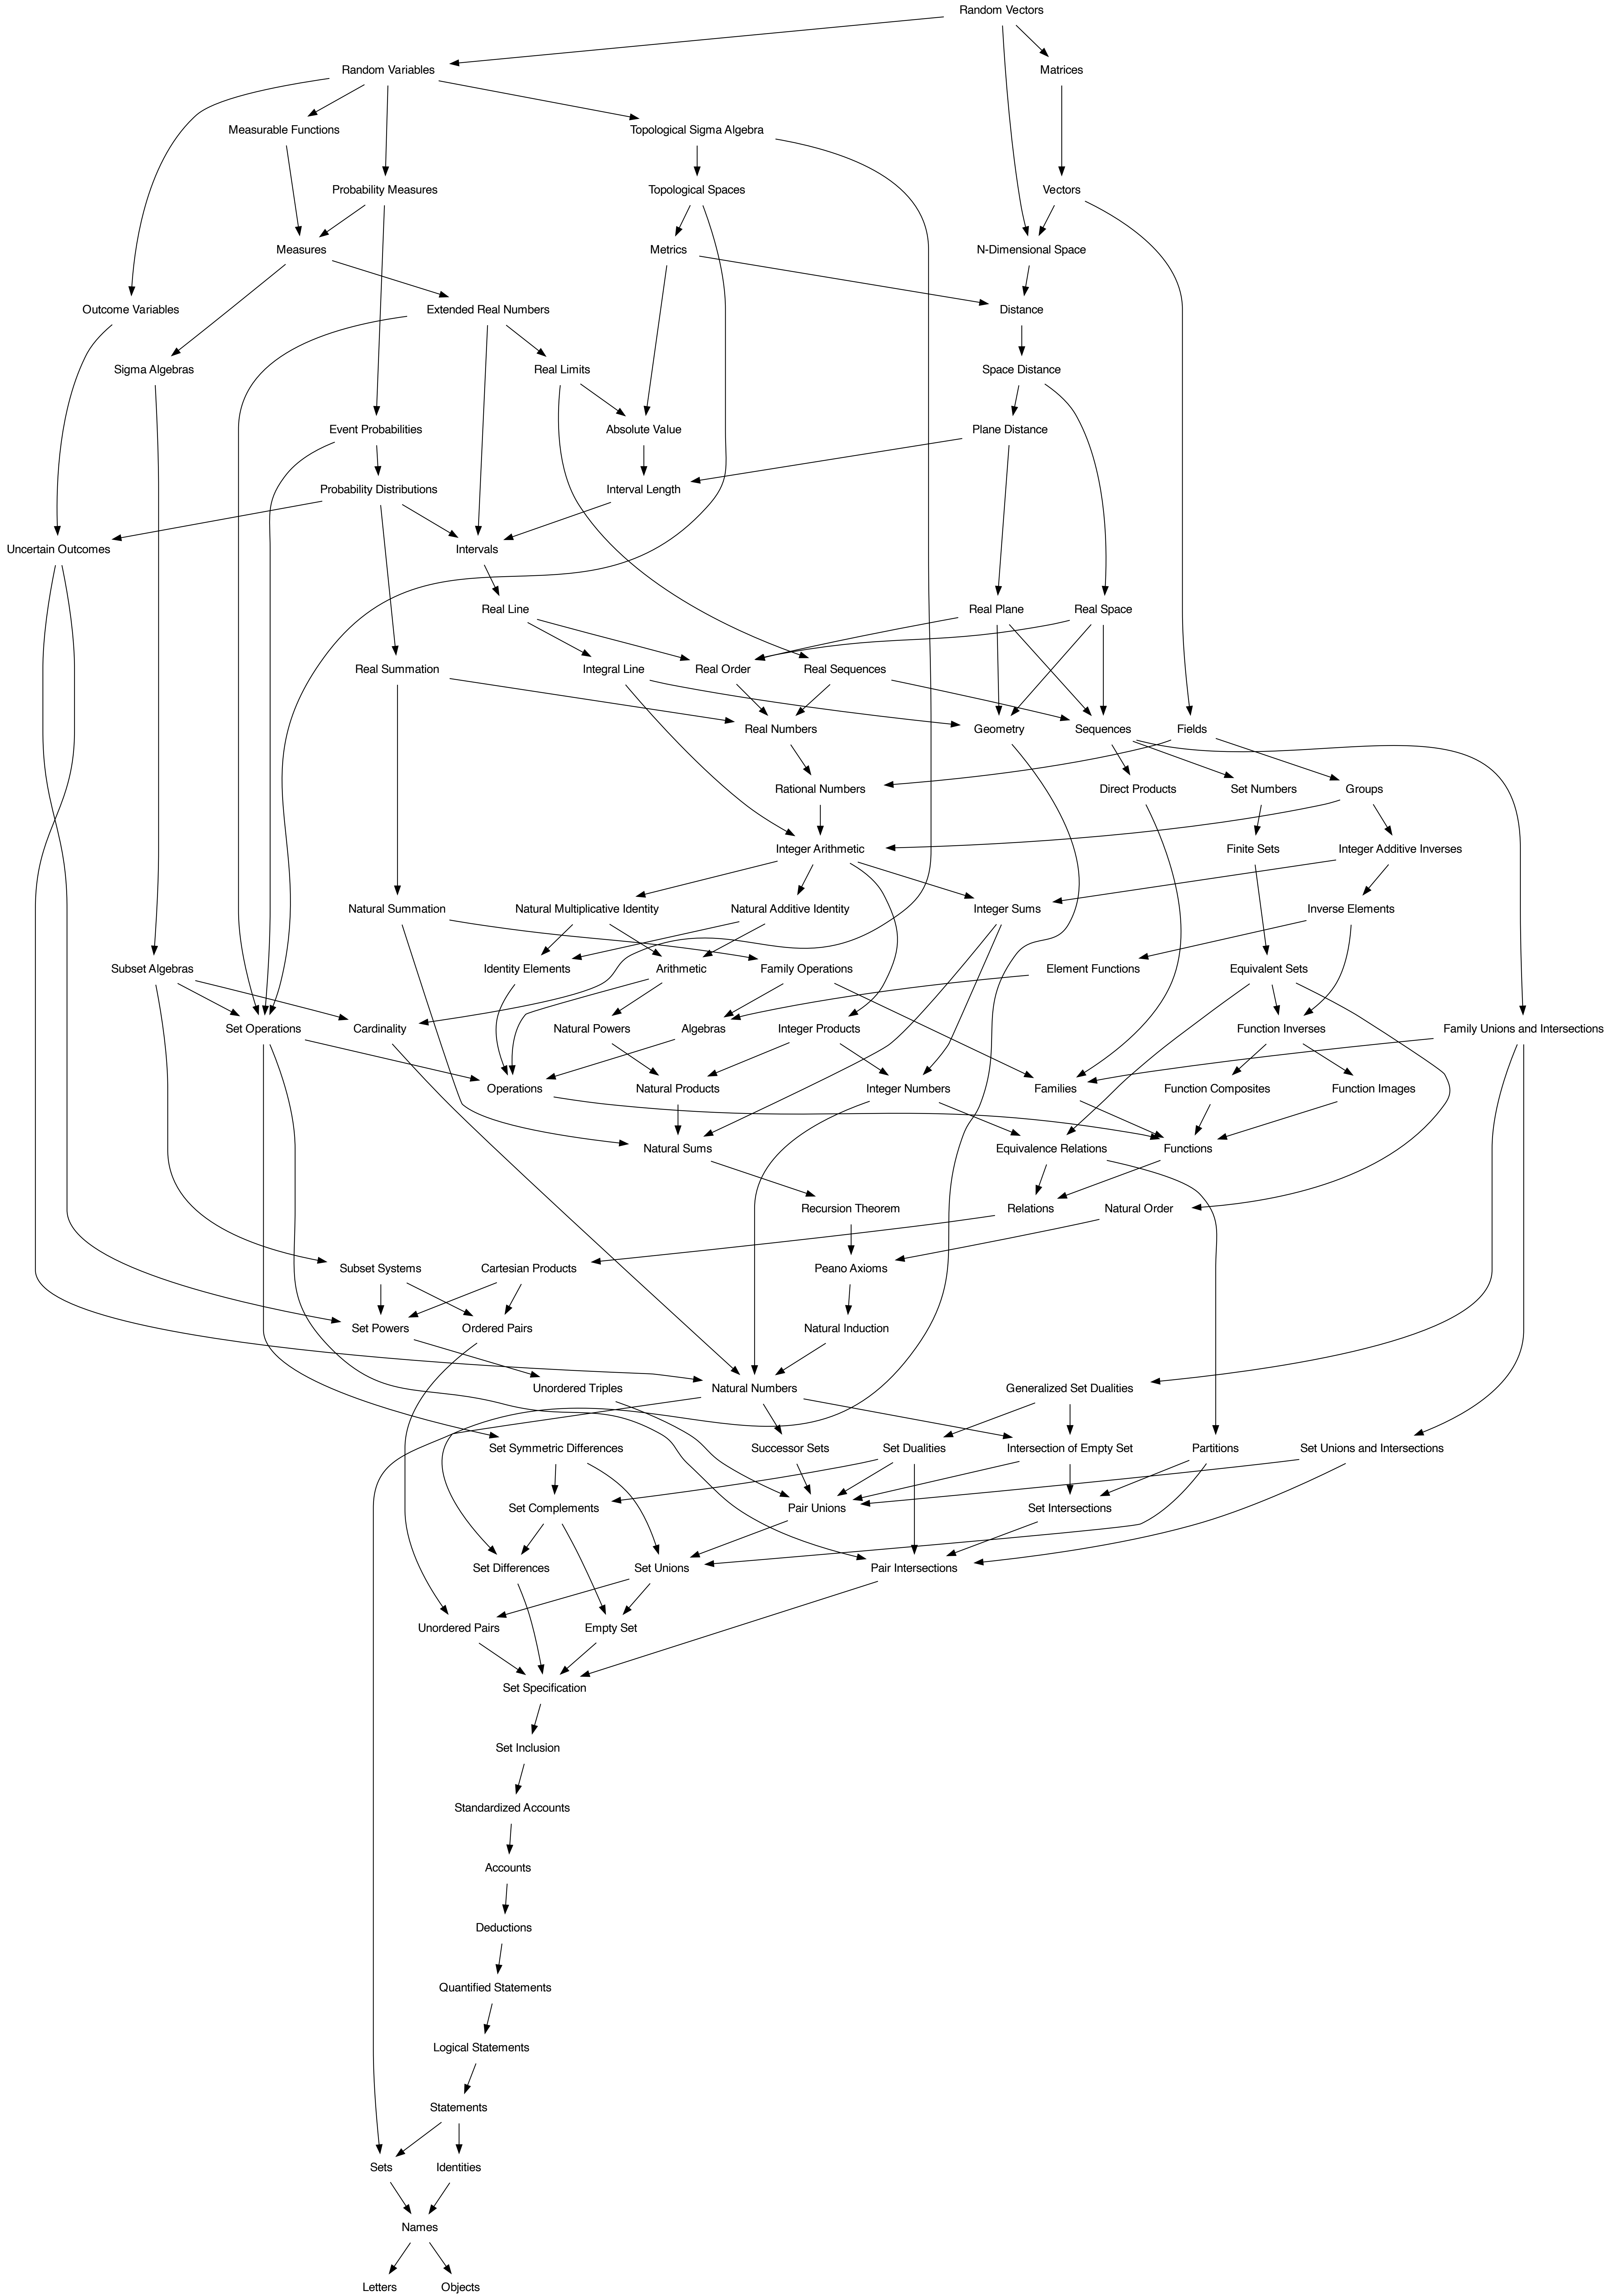 Random Vectors
Random Variables
Matrices
Measurable Functions
Topological Sigma Algebra
Probability Measures
Topological Spaces
Vectors
Measures
Metrics
N-Dimensional Space
Outcome Variables
Extended Real Numbers
Distance
Sigma Algebras
Real Limits
Space Distance
Event Probabilities
Absolute Value
Plane Distance
Probability Distributions
Interval Length
Uncertain Outcomes
Intervals
Real Line
Real Plane
Real Space
Real Summation
Integral Line
Real Order
Real Sequences
Real Numbers
Geometry
Sequences
Fields
Rational Numbers
Direct Products
Set Numbers
Groups
Integer Arithmetic
Finite Sets
Integer Additive Inverses
Natural Summation
Natural Multiplicative Identity
Natural Additive Identity
Integer Sums
Inverse Elements
Subset Algebras
Identity Elements
Arithmetic
Family Operations
Element Functions
Equivalent Sets
Set Operations
Cardinality
Natural Powers
Algebras
Integer Products
Function Inverses
Family Unions and Intersections
Operations
Natural Products
Integer Numbers
Families
Function Composites
Function Images
Natural Sums
Equivalence Relations
Functions
Recursion Theorem
Relations
Natural Order
Subset Systems
Cartesian Products
Peano Axioms
Set Powers
Ordered Pairs
Natural Induction
Unordered Triples
Natural Numbers
Generalized Set Dualities
Set Symmetric Differences
Successor Sets
Set Dualities
Intersection of Empty Set
Partitions
Set Unions and Intersections
Set Complements
Pair Unions
Set Intersections
Set Differences
Set Unions
Pair Intersections
Unordered Pairs
Empty Set
Set Specification
Set Inclusion
Standardized Accounts
Accounts
Deductions
Quantified Statements
Logical Statements
Statements
Sets
Identities
Names
Letters
Objects